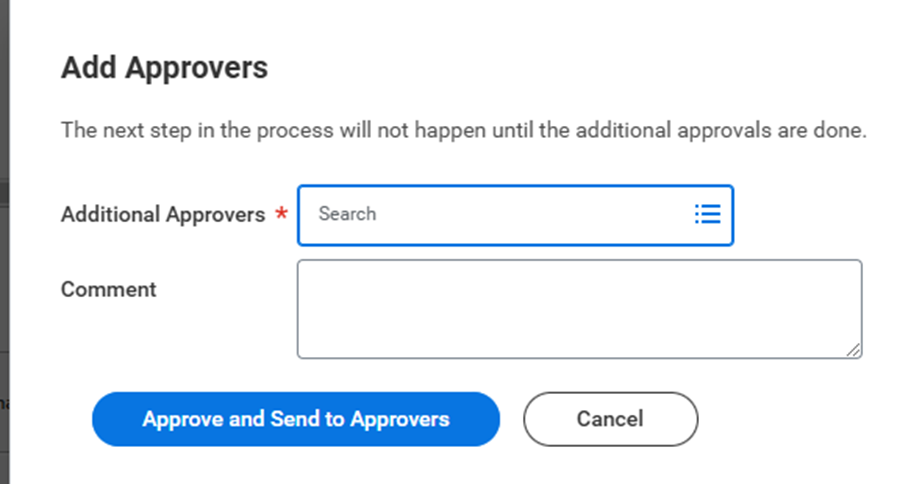 Add Approvers
The next step in the process will not happen until the additional approvals are done.
Additional Approvers * Search
Comment
Approve and Send to Approvers Cancel